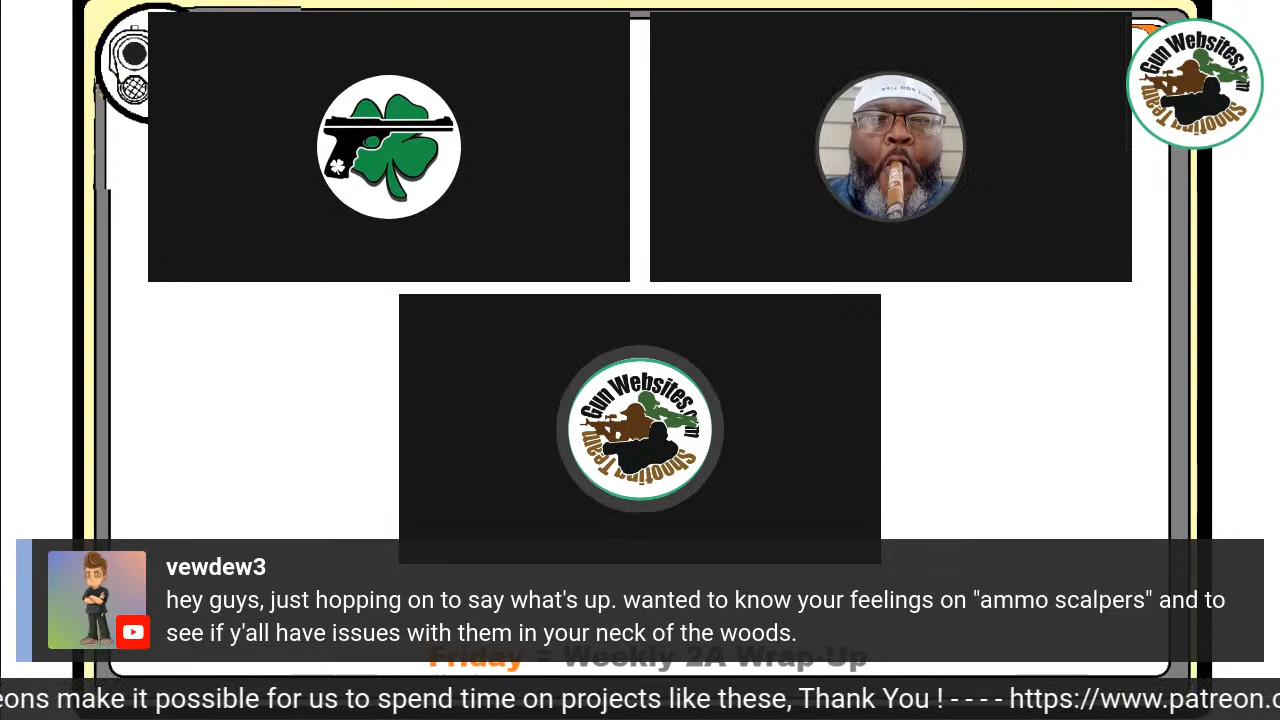 Gun Websites.com
Shooting Team
Gun Websites.com
Shooting Team
vewdew3
hey guys, just hopping on to say what's up. wanted to know your feelings on "ammo scalpers" and to
see if y'all have issues with them in your neck of the woods.
Friday = Weekly 2A Wrap-Up
eons make it possible for us to spend time on projects like these, Thank You ! - - - - https://www.patreon.c